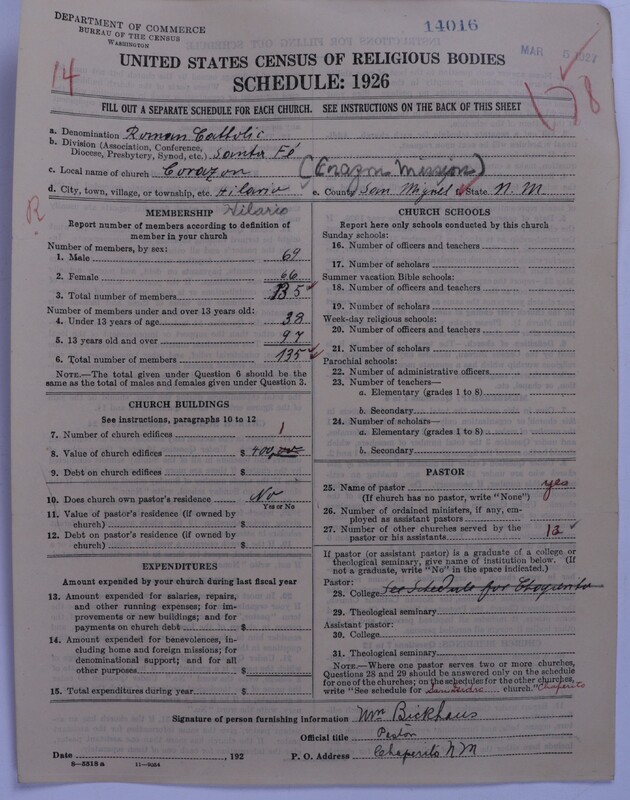 DEPARTMENT OF COMMERCE
BUREAU OF THE CENSUS
WASHINGTON
14016
MAR 5 1927
14
178
UNITED STATES CENSUS OF RELIGIOUS BODIES
SCHEDULE: 1926
FILL OUT A SEPARATE SCHEDULE FOR EACH CHURCH. SEE INSTRUCTIONS ON THE BACK OF THIS SHEET
a. Denomination Roman Catholic
b. Division (Association, Conference, Diocese, Presbytery, Synod, etc.) Santa Fé
c. Local name of church Corazon (Corazon Mission)
d. City, town, village, or township, etc. Hilario e. County San Miguel State N. M
R
Hilario
MEMBERSHIP
Report number of members according to definition of member in your church
Number of members, by sex:
1. Male 69
2. Female 66
3. Total number of members 135
Number of members under and over 13 years old:
4. Under 13 years of age 38
5. 13 years old and over 97
6. Total number of members 135
NOTE.—The total given under Question 6 should be the same as the total of males and females given under Question 3.
CHURCH BUILDINGS
See instructions, paragraphs 10 to 12
7. Number of church edifices 1
8. Value of church edifices $ 400,00
9. Debt on church edifices $
10. Does church own pastor's residence No
Yes or No
11. Value of pastor's residence (if owned by church) $
12. Debt on pastor's residence (if owned by church) $
EXPENDITURES
Amount expended by your church during last fiscal year
13. Amount expended for salaries, repairs, and other running expenses; for improvements or new buildings; and for payments on church debt $
14. Amount expended for benevolences, including home and foreign missions; for denominational support; and for all other purposes $
15. Total expenditures during year $
CHURCH SCHOOLS
Report here only schools conducted by this church
Sunday schools:
16. Number of officers and teachers
17. Number of scholars
Summer vacation Bible schools:
18. Number of officers and teachers
19. Number of scholars
Week-day religious schools:
20. Number of officers and teachers
21. Number of scholars
Parochial schools:
22. Number of administrative officers
23. Number of teachers—
a. Elementary (grades 1 to 8)
b. Secondary
24. Number of scholars—
a. Elementary (grades 1 to 8)
b. Secondary
PASTOR
25. Name of pastor yes
(If church has no pastor, write "None")
26. Number of ordained ministers, if any, employed as assistant pastors
27. Number of other churches served by the pastor or his assistants 12
If pastor (or assistant pastor) is a graduate of a college or theological seminary, give name of institution below. (If not a graduate, write "No" in the space indicated.)
Pastor:
28. College See Schedule for Chaperito
29. Theological seminary
Assistant pastor:
30. College
31. Theological seminary
NOTE.—Where one pastor serves two or more churches, Questions 28 and 29 should be answered only on the schedule for one of the churches; on the schedules for the other churches, write "See schedule for church." Chaperito
Signature of person furnishing information Wm Bickhaus
Official title Pastor
Date , 192 P. O. Address Chaperito N M
8—5518 a 11—9024